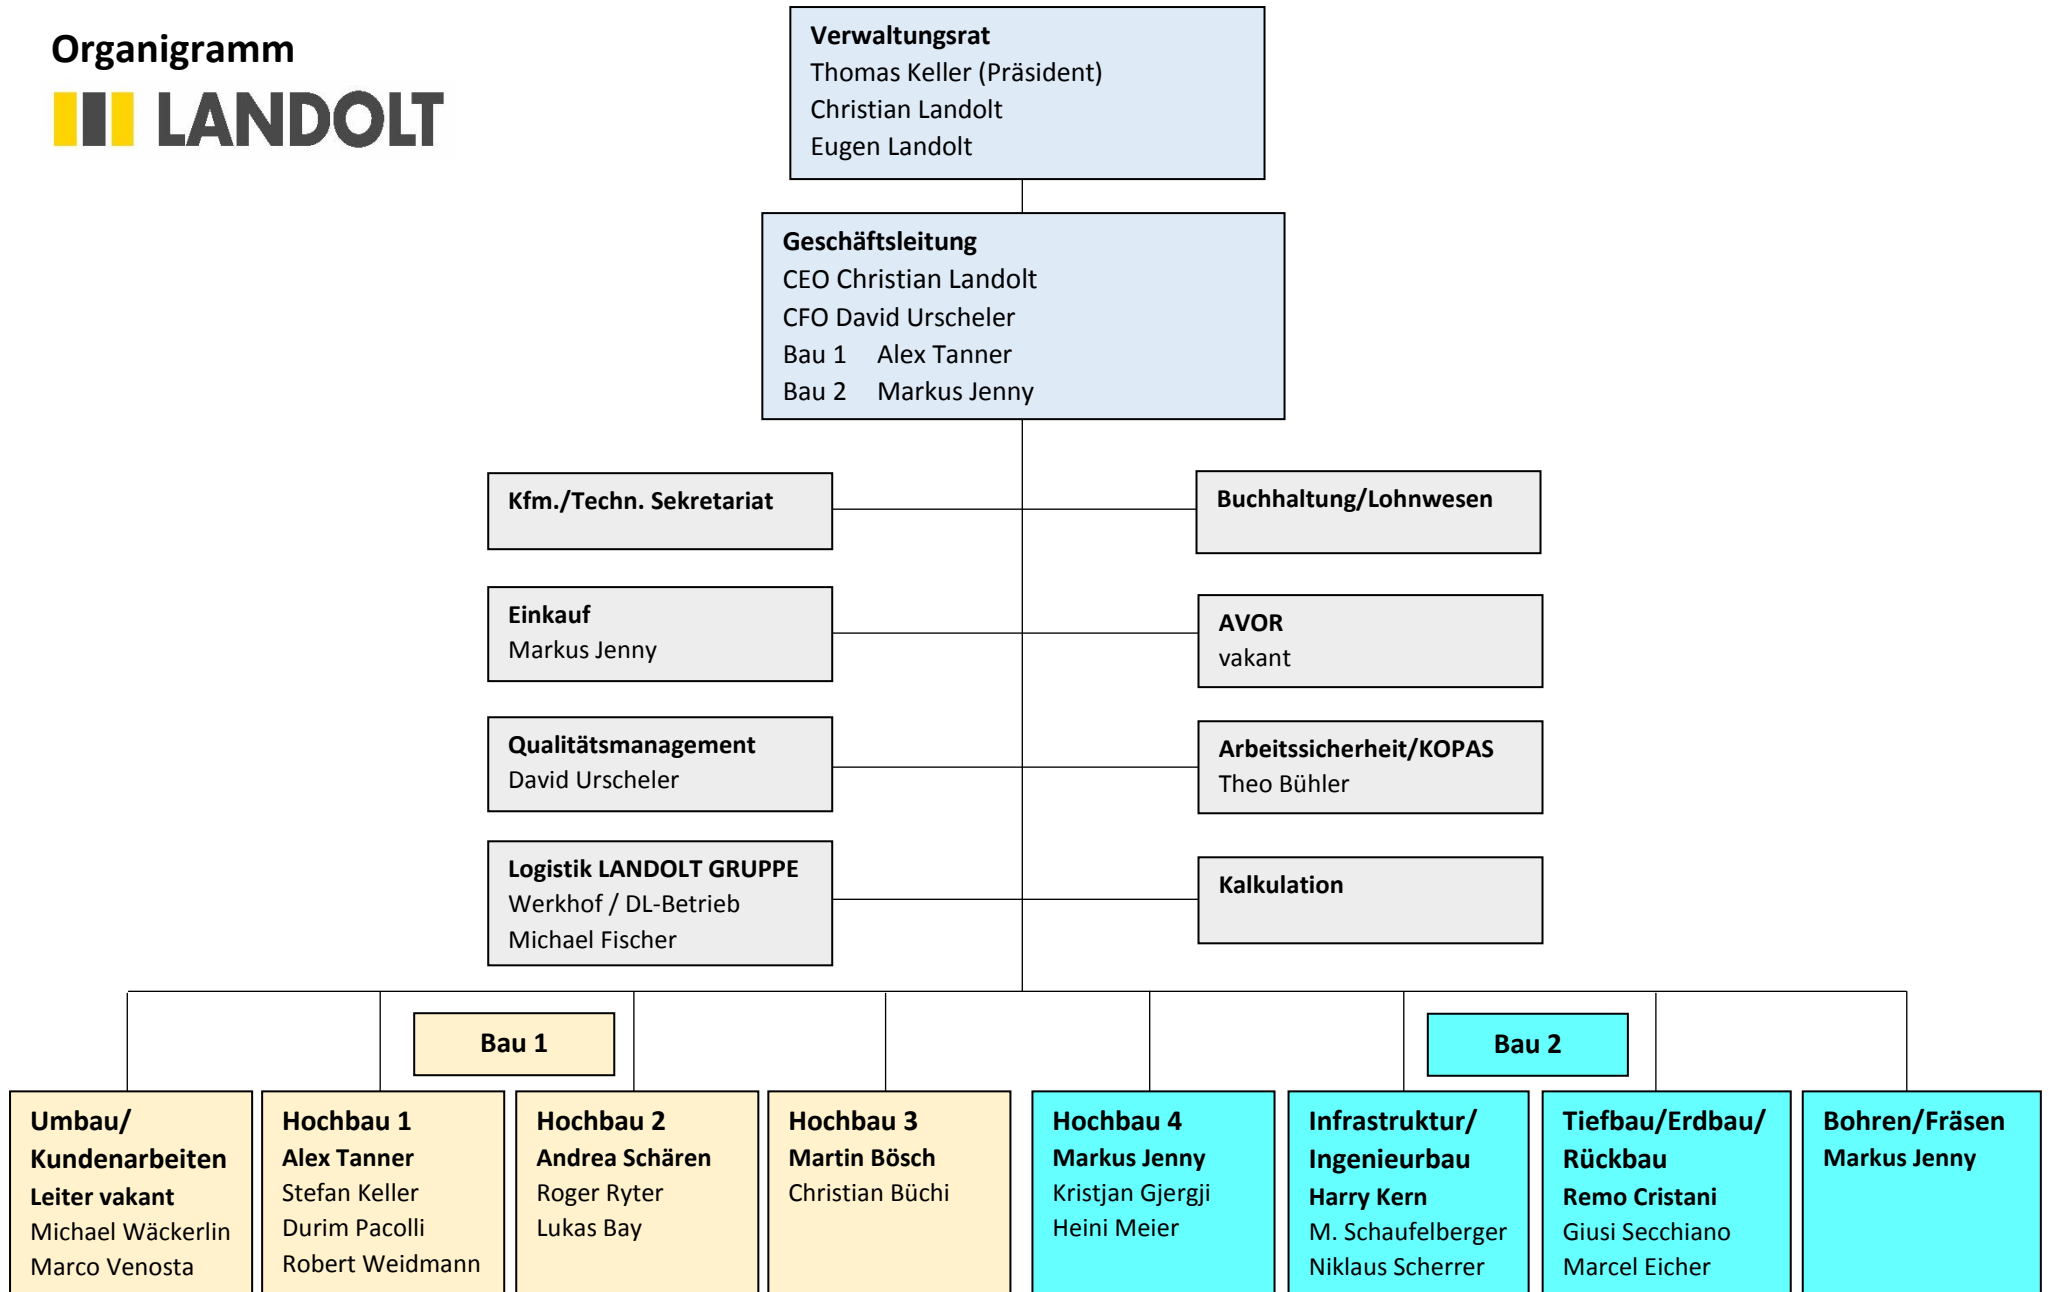 Organigramm
LANDOLT
Verwaltungsrat
Thomas Keller (Präsident)
Christian Landolt
Eugen Landolt
Geschäftsleitung
CEO Christian Landolt
CFO David Urscheler
Bau 1 Alex Tanner
Bau 2 Markus Jenny
Kfm./Techn. Sekretariat
Buchhaltung/Lohnwesen
Einkauf
Markus Jenny
AVOR
vakant
Qualitätsmanagement
David Urscheler
Arbeitssicherheit/KOPAS
Theo Bühler
Logistik LANDOLT GRUPPE
Werkhof / DL-Betrieb
Michael Fischer
Kalkulation
Bau 1
Bau 2
Umbau/
Kundenarbeiten
Leiter vakant
Michael Wäckerlin
Marco Venosta
Hochbau 1
Alex Tanner
Stefan Keller
Durim Pacolli
Robert Weidmann
Hochbau 2
Andrea Schären
Roger Ryter
Lukas Bay
Hochbau 3
Martin Bösch
Christian Büchi
Hochbau 4
Markus Jenny
Kristjan Gjergji
Heini Meier
Infrastruktur/
Ingenieurbau
Harry Kern
M. Schaufelberger
Niklaus Scherrer
Tiefbau/Erdbau/
Rückbau
Remo Cristani
Giusi Secchiano
Marcel Eicher
Bohren/Fräsen
Markus Jenny